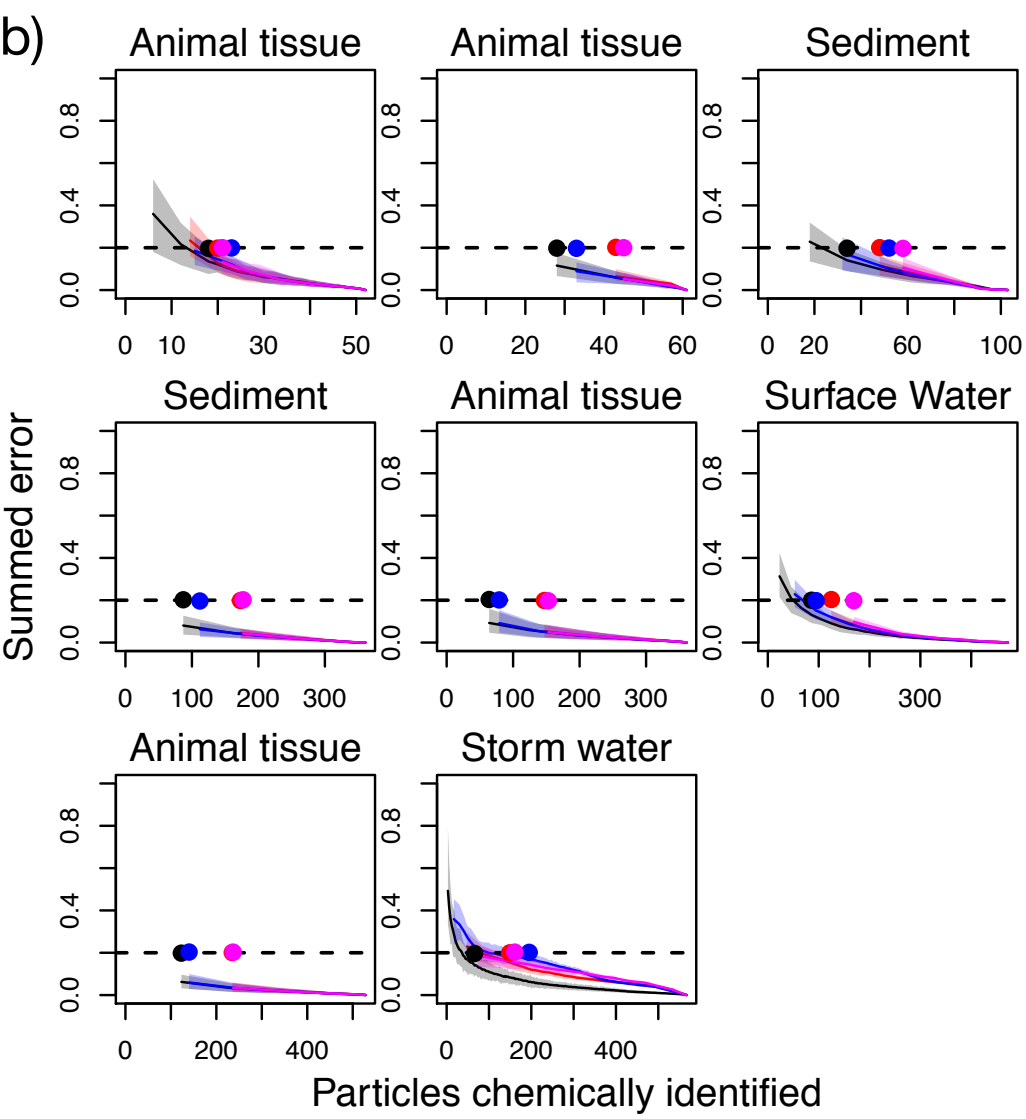 b)
Animal tissue Animal tissue Sediment
0.0 0.4 0.8
0 10 30 50
0.0 0.4 0.8
0 20 40 60
0.0 0.4 0.8
0 20 60 100
Sediment Animal tissue Surface Water
0.0 0.4 0.8
0 100 200 300
0.0 0.4 0.8
0 100 200 300
0.0 0.4 0.8
0 100 300
Summed error
Animal tissue Storm water
0.0 0.4 0.8
0 200 400
0.0 0.4 0.8
0 200 400
Particles chemically identified